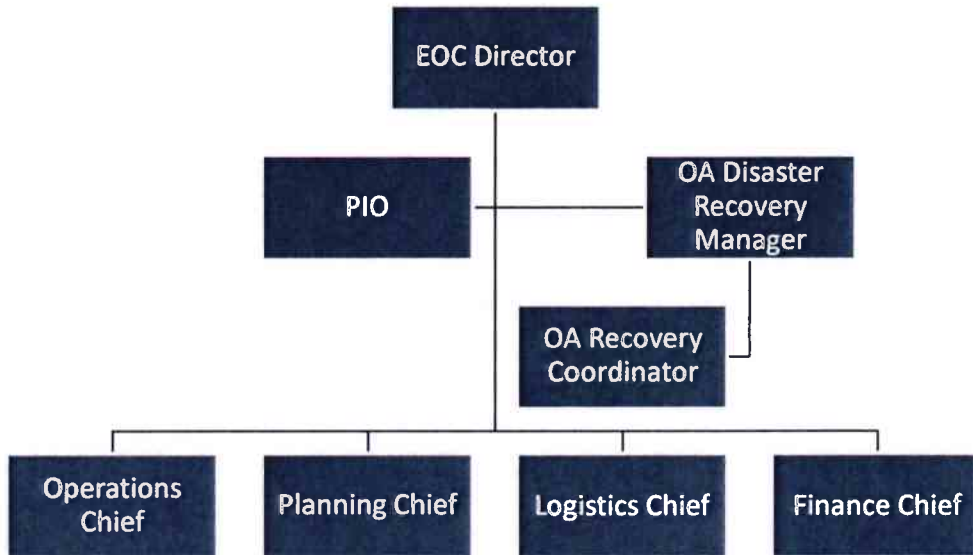 EOC Director
PIO
OA Disaster
Recovery
Manager
OA Recovery
Coordinator
Operations
Chief
Planning Chief
Logistics Chief
Finance Chief